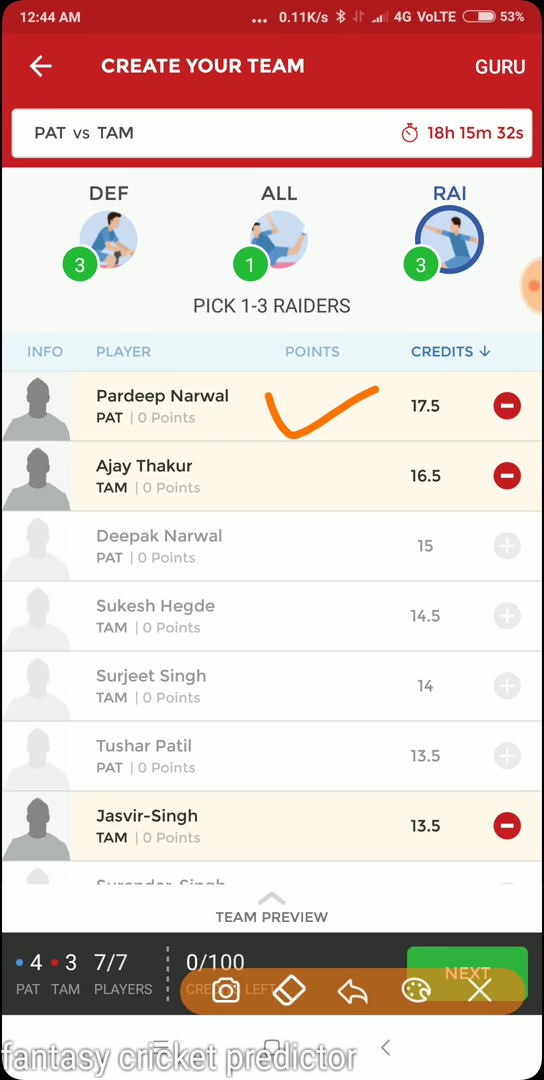 12:44 AM ... 0.11K/s 4G VoLTE 53%
CREATE YOUR TEAM GURU
PAT vs TAM 18h 15m 32s
DEF ALL RAI
3 1 3
PICK 1-3 RAIDERS
INFO PLAYER POINTS CREDITS ↓
Pardeep Narwal 17.5
PAT | 0 Points
Ajay Thakur 16.5
TAM | 0 Points
Deepak Narwal 15
PAT | 0 Points
Sukesh Hegde 14.5
TAM | 0 Points
Surjeet Singh 14
TAM | 0 Points
Tushar Patil 13.5
PAT | 0 Points
Jasvir-Singh 13.5
TAM | 0 Points
TEAM PREVIEW
4 3 7/7 0/100 NEXT
PAT TAM PLAYERS CREDITS LEFT
fantasy cricket predictor